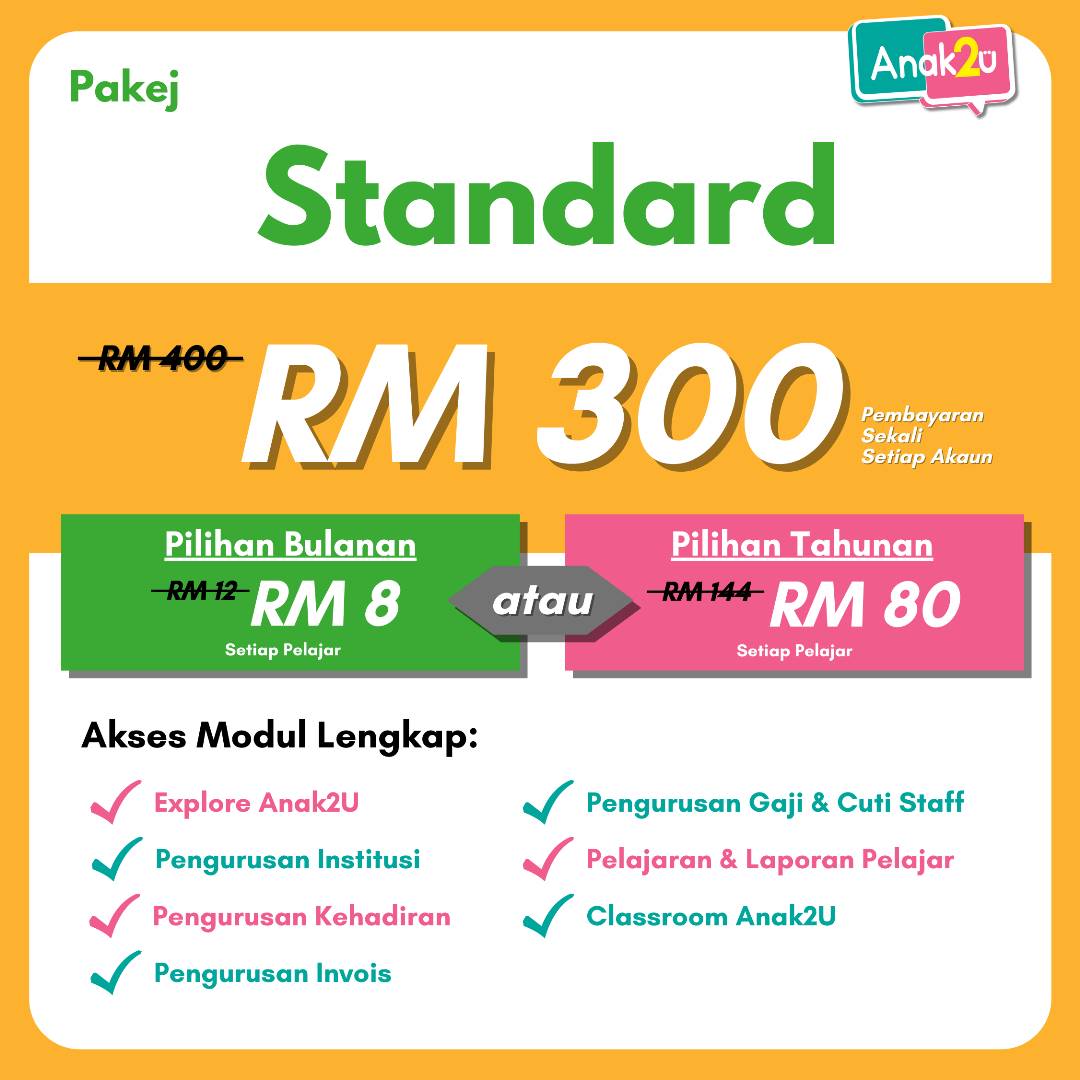 Pakej
Anak2U
Standard
RM 400
RM 300
Pembayaran
Sekali
Setiap Akaun
Pilihan Bulanan
RM 12
RM 8
Setiap Pelajar
atau
Pilihan Tahunan
RM 144
RM 80
Setiap Pelajar
Akses Modul Lengkap:
Explore Anak2U
Pengurusan Institusi
Pengurusan Kehadiran
Pengurusan Invois
Pengurusan Gaji & Cuti Staff
Pelajaran & Laporan Pelajar
Classroom Anak2U